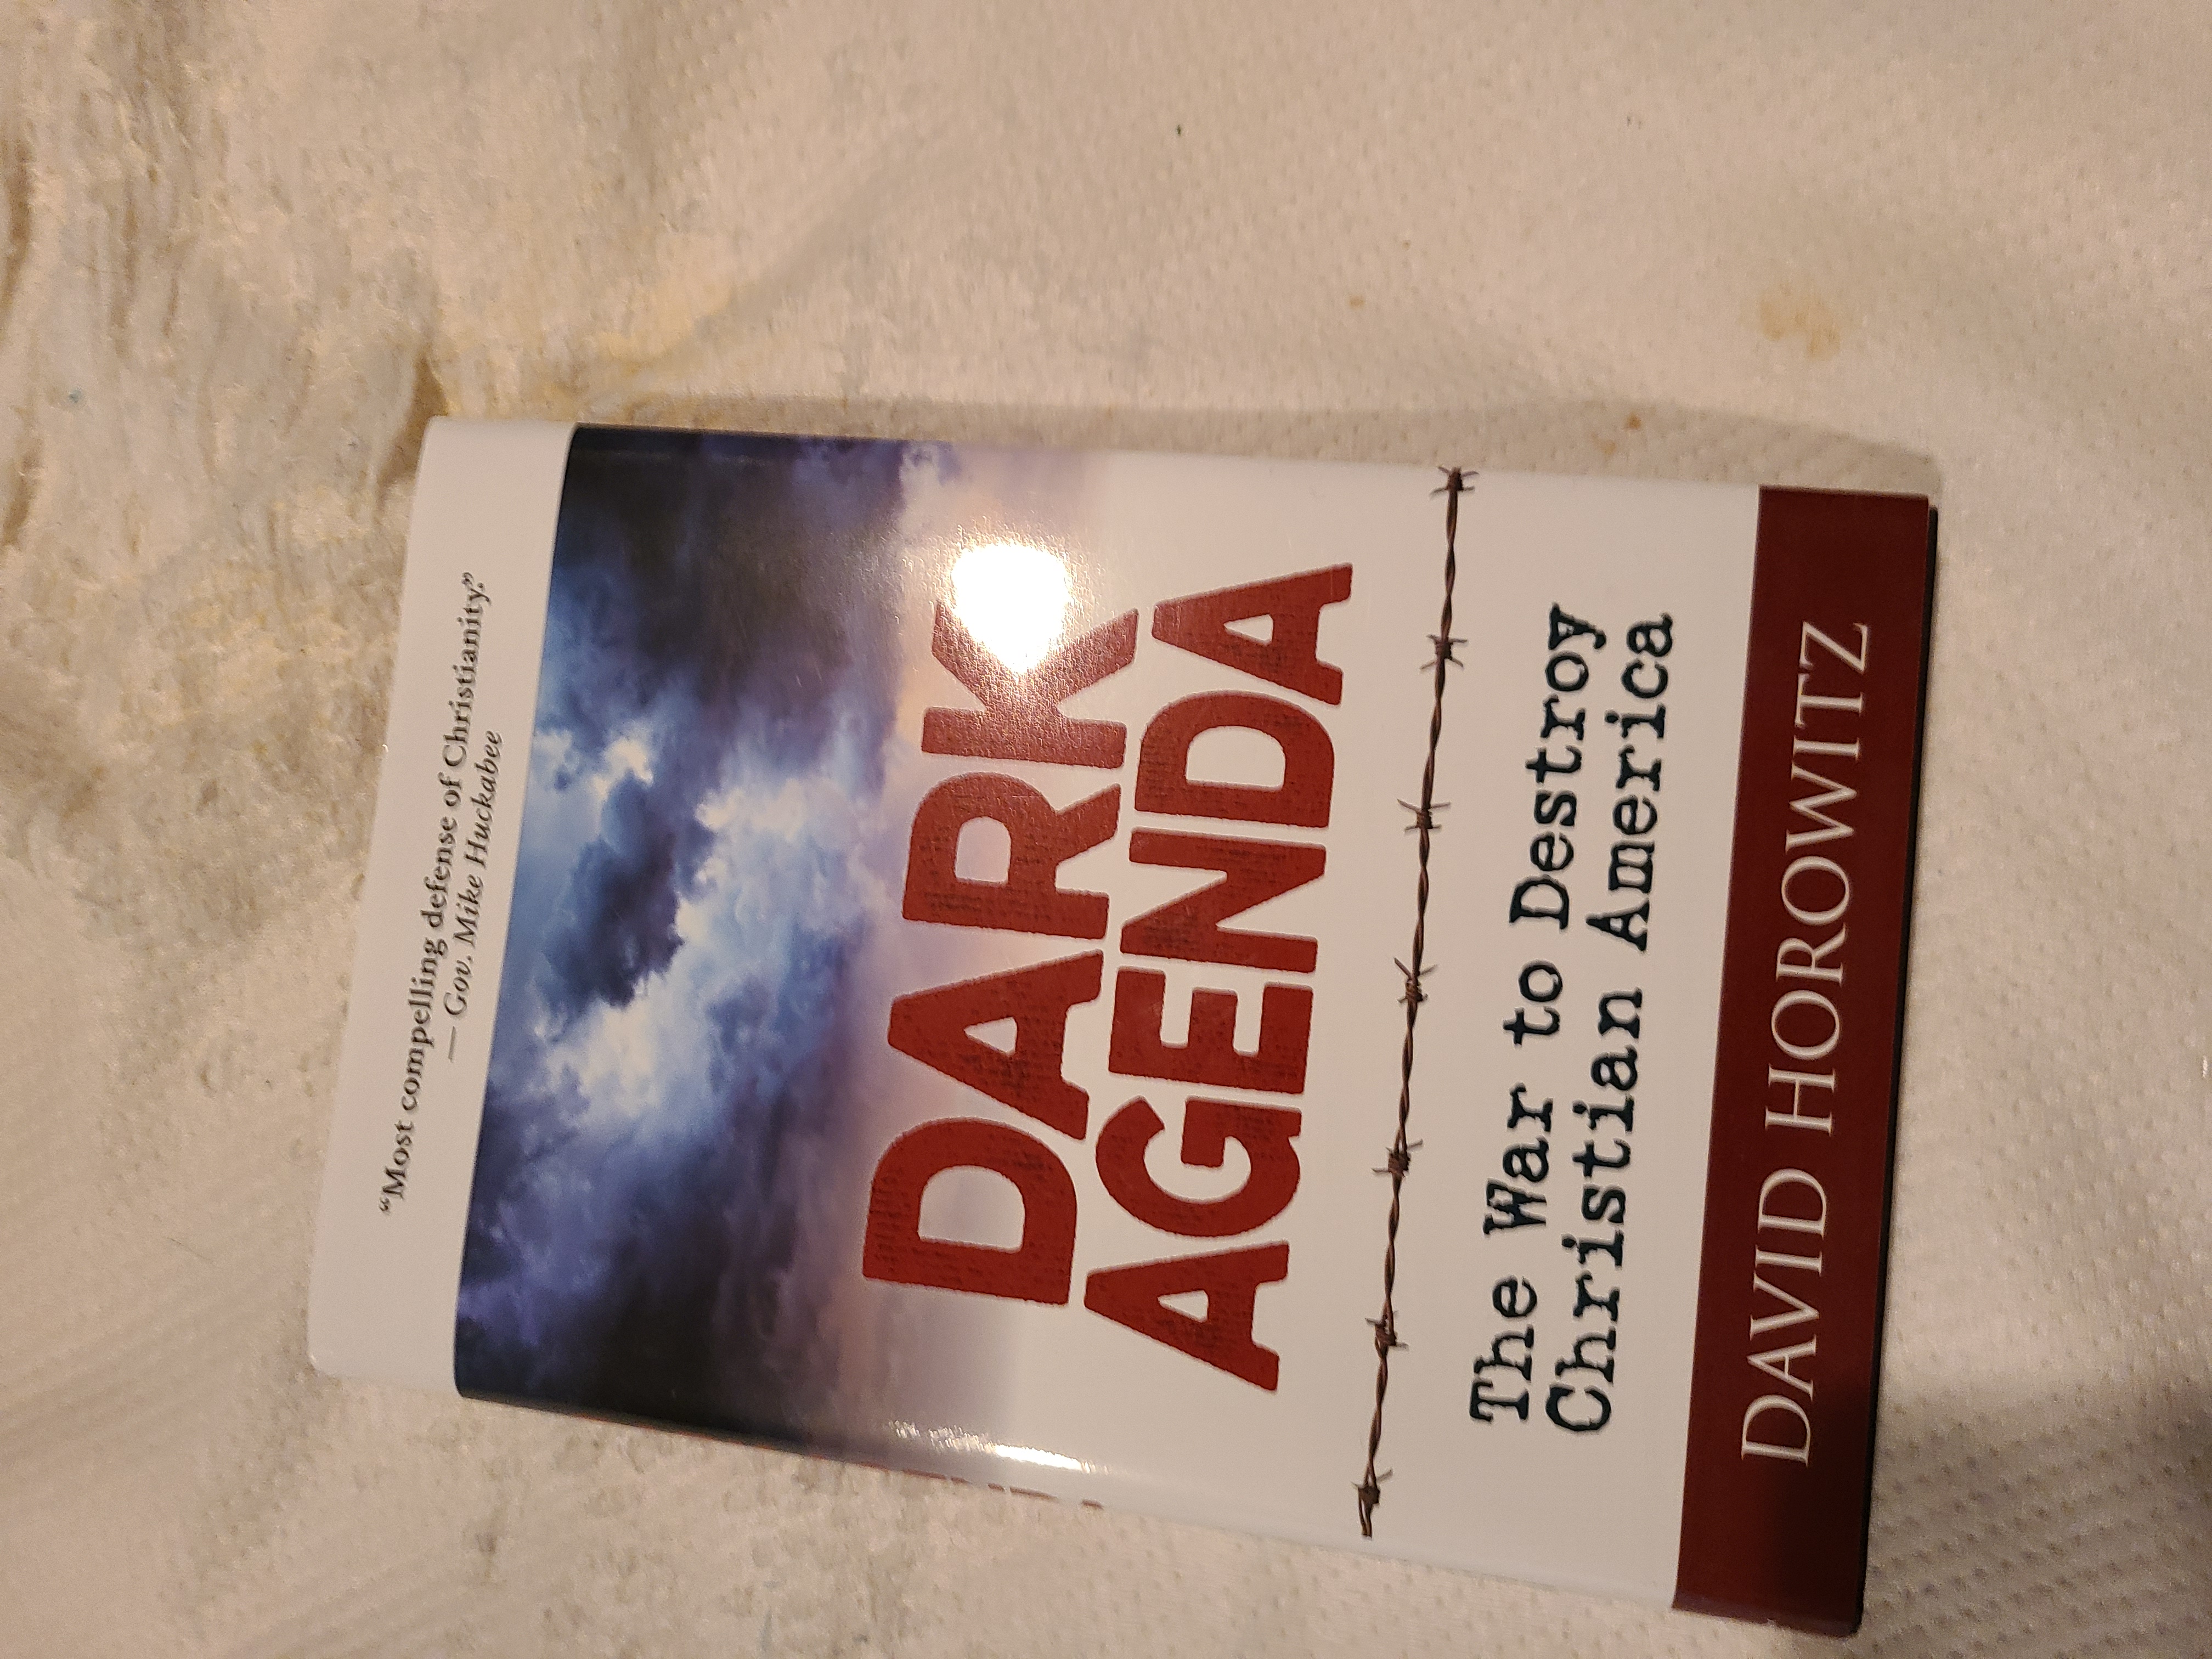 “Most compelling defense of Christianity.”
— Gov. Mike Huckabee
DARK
AGENDA
The War to Destroy
Christian America
DAVID HOROWITZ